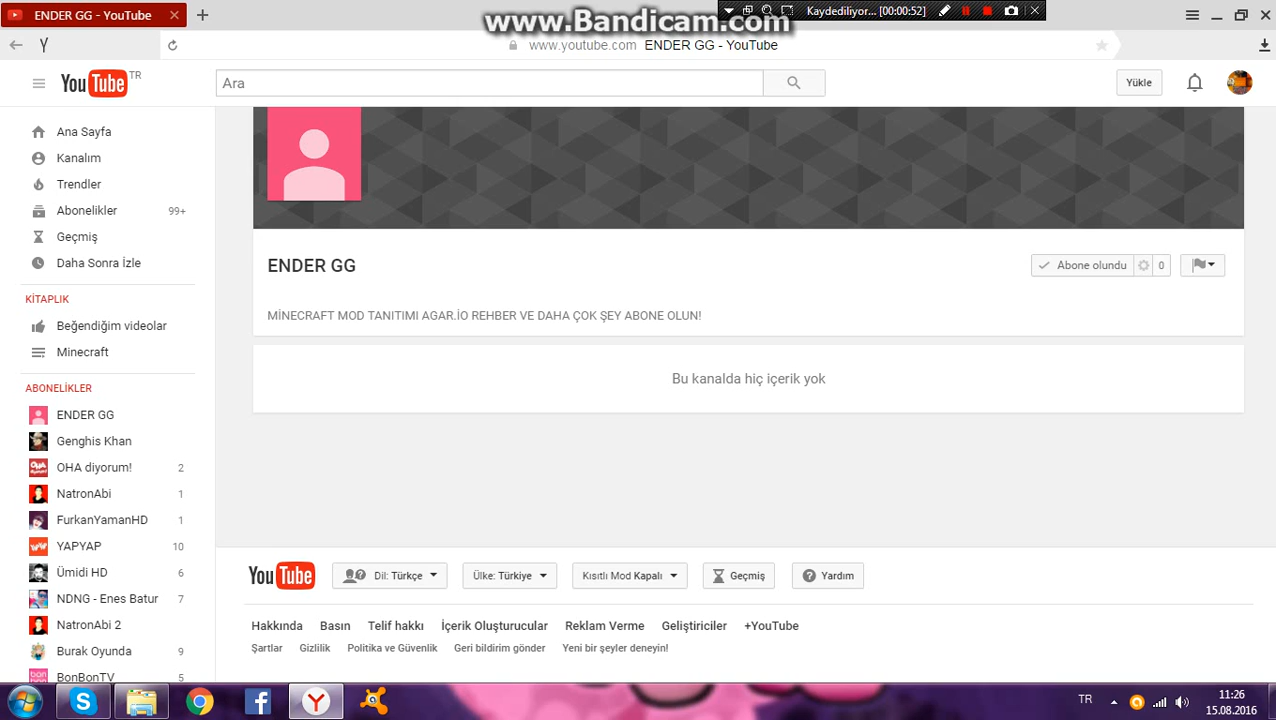 ENDER GG - YouTube
www.Bandicam.com
Kaydediliyor... [00:00:52]
Y
www.youtube.com ENDER GG - YouTube
YouTube TR
Ara
Yükle
Ana Sayfa
Kanalım
Trendler
Abonelikler 99+
Geçmiş
Daha Sonra İzle
KİTAPLIK
Beğendiğim videolar
Minecraft
ABONELİKLER
ENDER GG
Genghis Khan
OHA diyorum! 2
NatronAbi 1
FurkanYamanHD 1
YAPYAP 10
Ümidi HD 6
NDNG - Enes Batur 7
NatronAbi 2
Burak Oyunda 9
BonBonTV 5
ENDER GG
Abone olundu 0
MİNECRAFT MOD TANITIMI AGAR.İO REHBER VE DAHA ÇOK ŞEY ABONE OLUN!
Bu kanalda hiç içerik yok
YouTube Dil: Türkçe Ülke: Türkiye Kısıtlı Mod Kapalı Geçmiş Yardım
Hakkında Basın Telif hakkı İçerik Oluşturucular Reklam Verme Geliştiriciler +YouTube
Şartlar Gizlilik Politika ve Güvenlik Geri bildirim gönder Yeni bir şeyler deneyin!
TR
11:26
15.08.2016